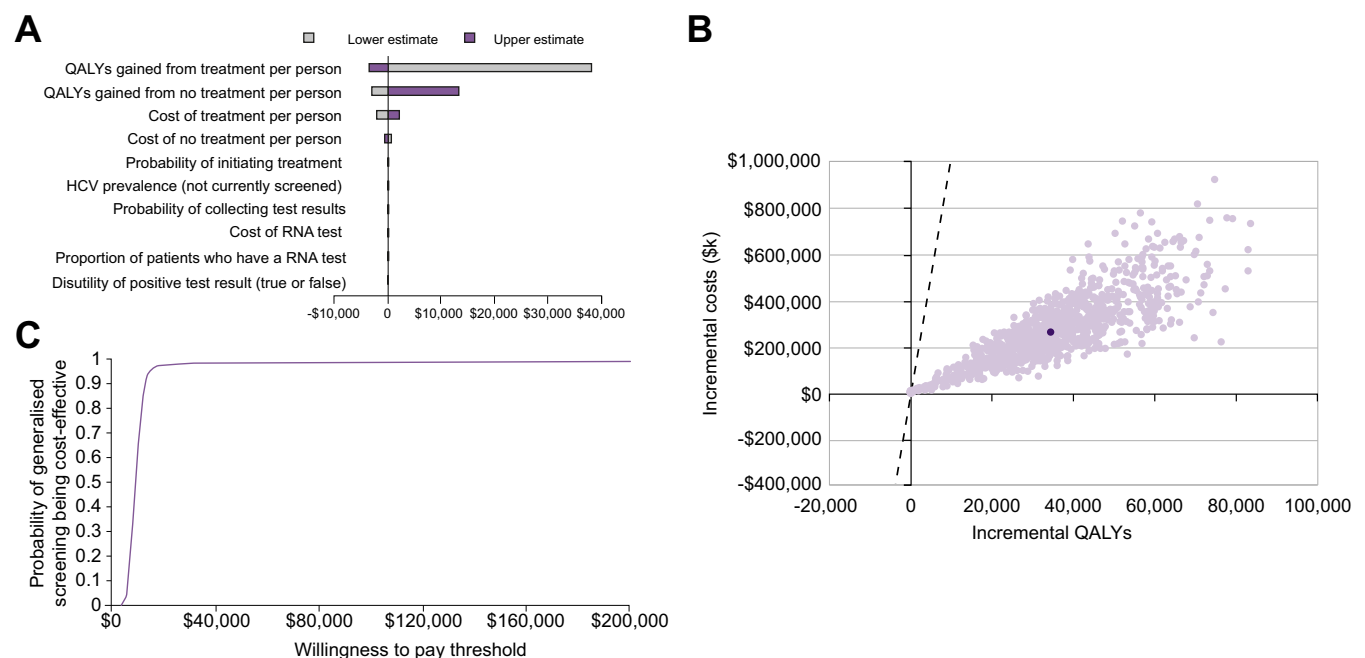 A
Lower estimate Upper estimate
QALYs gained from treatment per person
QALYs gained from no treatment per person
Cost of treatment per person
Cost of no treatment per person
Probability of initiating treatment
HCV prevalence (not currently screened)
Probability of collecting test results
Cost of RNA test
Proportion of patients who have a RNA test
Disutility of positive test result (true or false)
-$10,000 0 $10,000 $20,000 $30,000 $40,000
B
Incremental costs ($k)
$1,000,000
$800,000
$600,000
$400,000
$200,000
$0
-$200,000
-$400,000
-20,000 0 20,000 40,000 60,000 80,000 100,000
Incremental QALYs
C
Probability of generalised
screening being cost-effective
1
0.9
0.8
0.7
0.6
0.5
0.4
0.3
0.2
0.1
0
$0 $40,000 $80,000 $120,000 $160,000 $200,000
Willingness to pay threshold